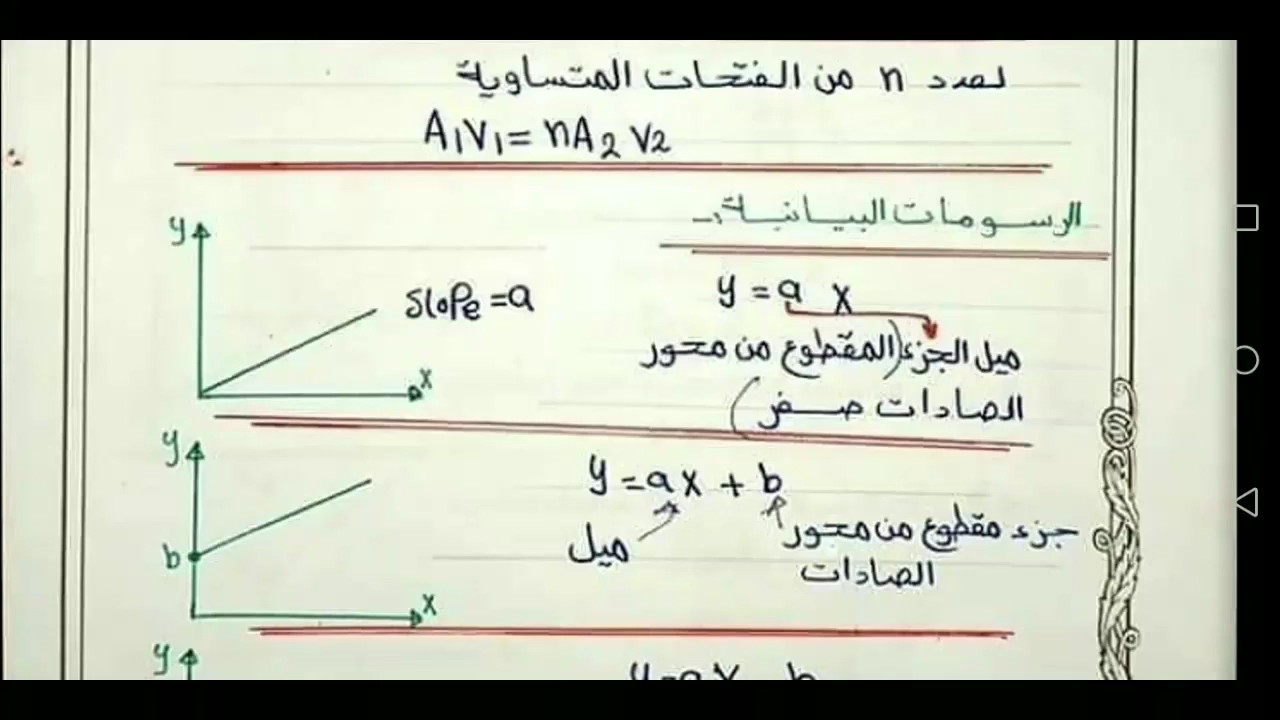 لعدد n من الفتحات المتساوية
A1V1 = nA2 V2
الرسومات البيانية:-
y
slope = a
x
y = a x
ميل الجزء (المقطوع من محور
الصادات صفر)
y
b
x
y = ax + b
ميل
جزء مقطوع من محور
الصادات
y